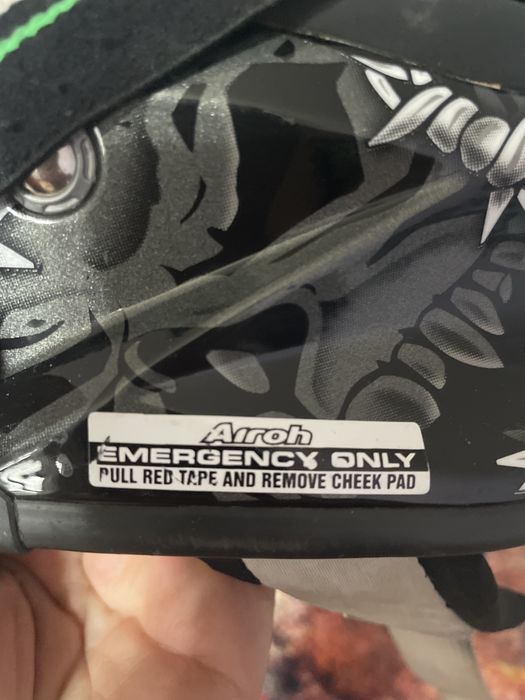 Airoh
EMERGENCY ONLY
PULL RED TAPE AND REMOVE CHEEK PAD